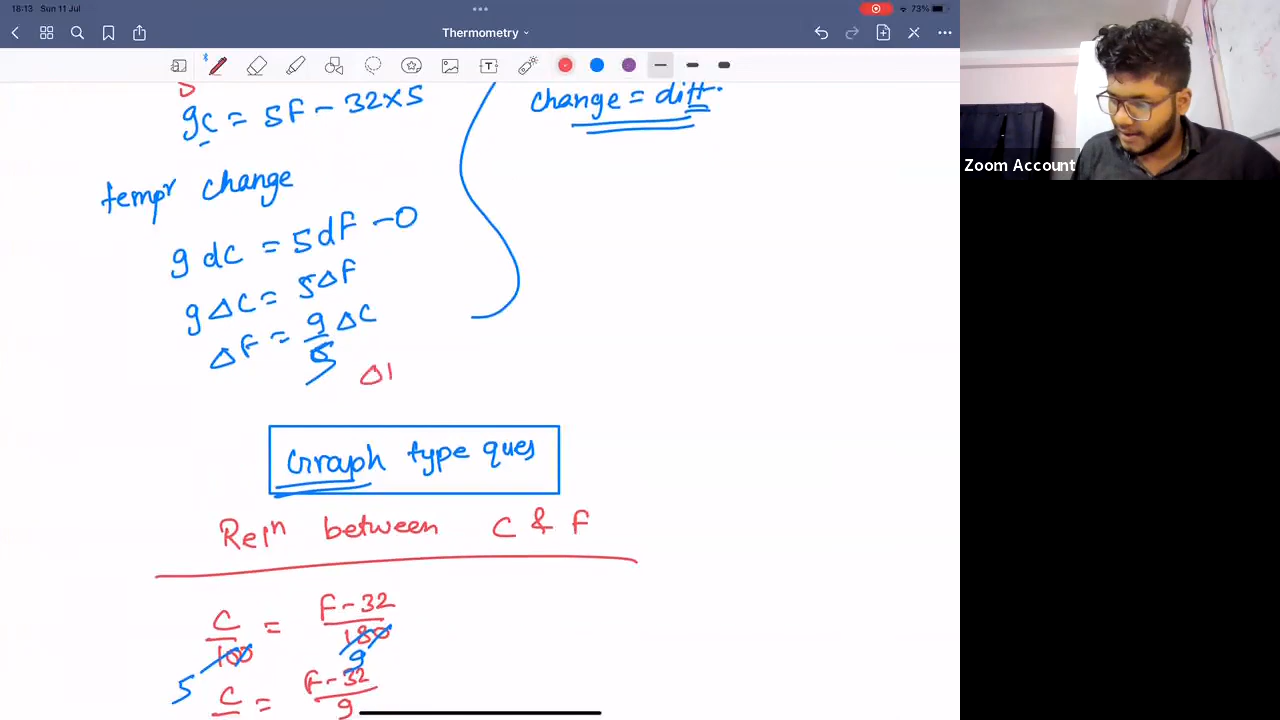 18:13 Sun 11 Jul
73%
Thermometry
9C = 5F - 32×5
change = diff.
tempr change
9 dC = 5dF - 0
9 ΔC = 5ΔF
ΔF = 9/5 ΔC
Graph type ques
Reln between C & F
C/100 = F-32/180
5 9
C = F-32/9
Zoom Account